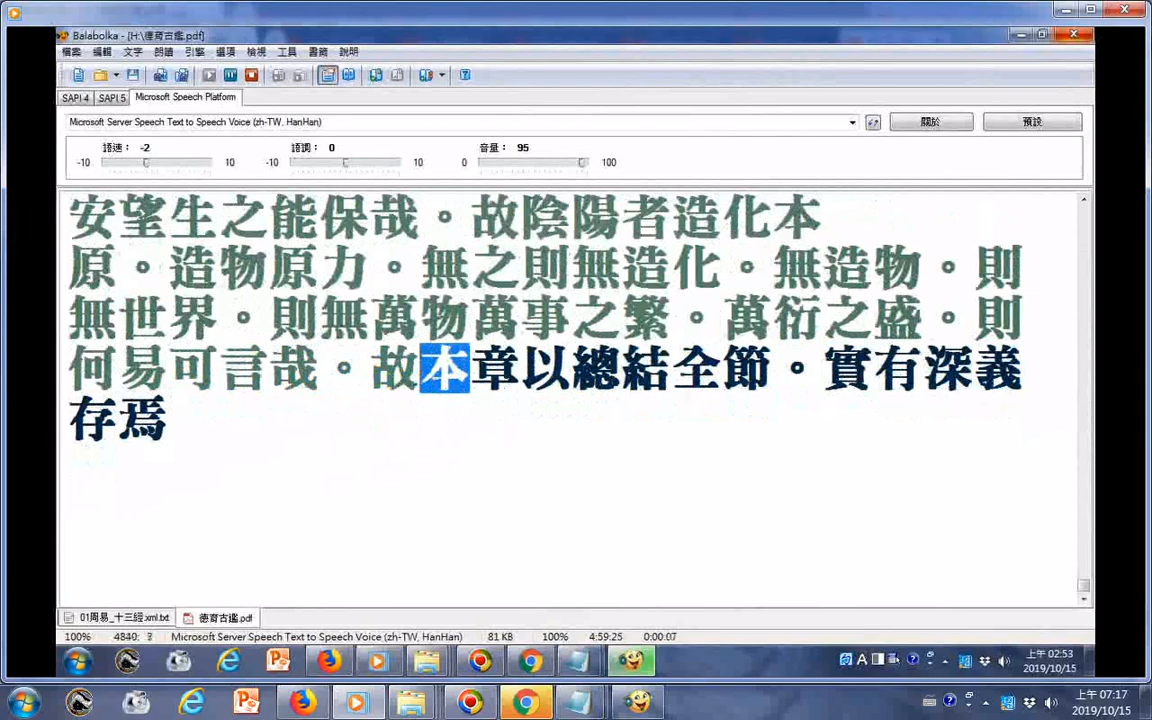 Balabolka - [H:\德育古鑑.pdf]
檔案 編輯 文字 朗讀 引擎 選項 檢視 工具 書籤 說明
SAPI 4 SAPI 5 Microsoft Speech Platform
Microsoft Server Speech Text to Speech Voice (zh-TW, HanHan) 關於 預設
語速： -2 語調： 0 音量： 95
-10 10 -10 10 0 100
安望生之能保哉。故陰陽者造化本
原。造物原力。無之則無造化。無造物。則
無世界。則無萬物萬事之繁。萬衍之盛。則
何易可言哉。故本章以總結全節。實有深義
存焉
01周易_十三經.xml.txt 德育古鑑.pdf
100% 4840: Microsoft Server Speech Text to Speech Voice (zh-TW, HanHan) 81 KB 100% 4:59:25 0:00:07
上午 02:53
2019/10/15
上午 07:17
2019/10/15